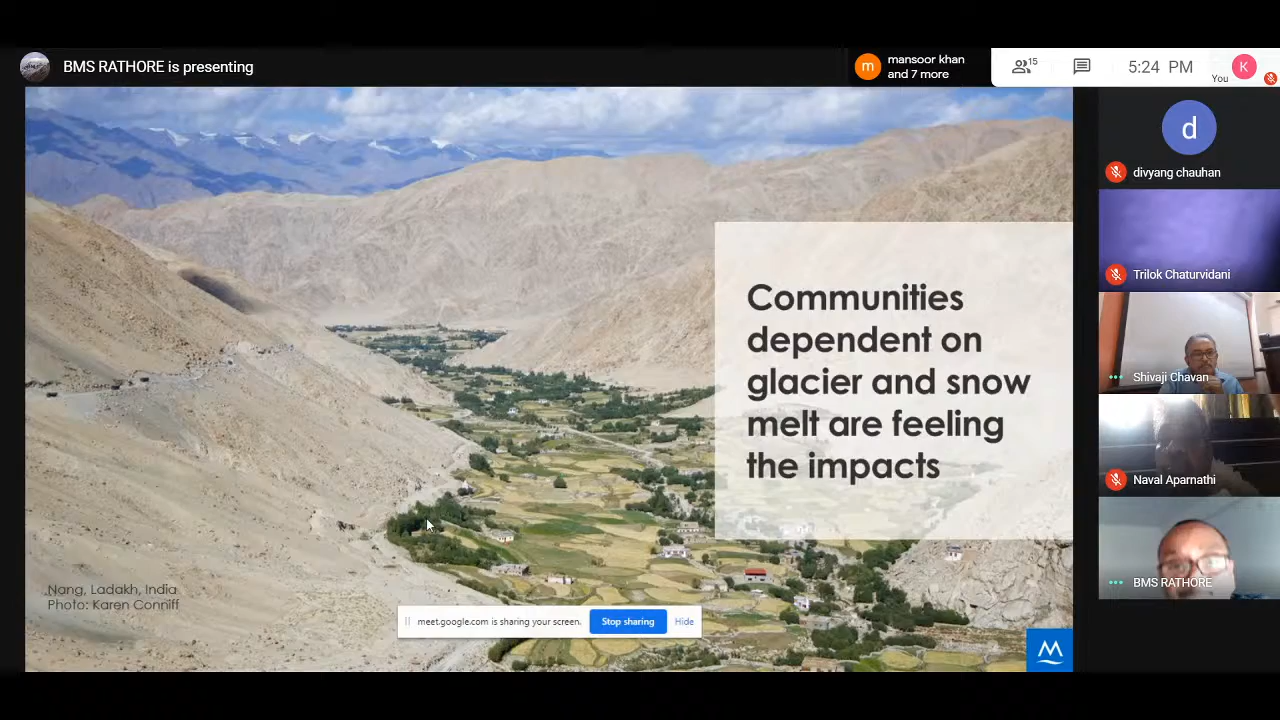 BMS RATHORE is presenting
m
mansoor khan
and 7 more
15
5:24 PM
You
K
d
divyang chauhan
Trilok Chaturvidani
Shivaji Chavan
Naval Aparnathi
BMS RATHORE
Communities
dependent on
glacier and snow
melt are feeling
the impacts
Nang, Ladakh, India
Photo: Karen Conniff
meet.google.com is sharing your screen.
Stop sharing
Hide